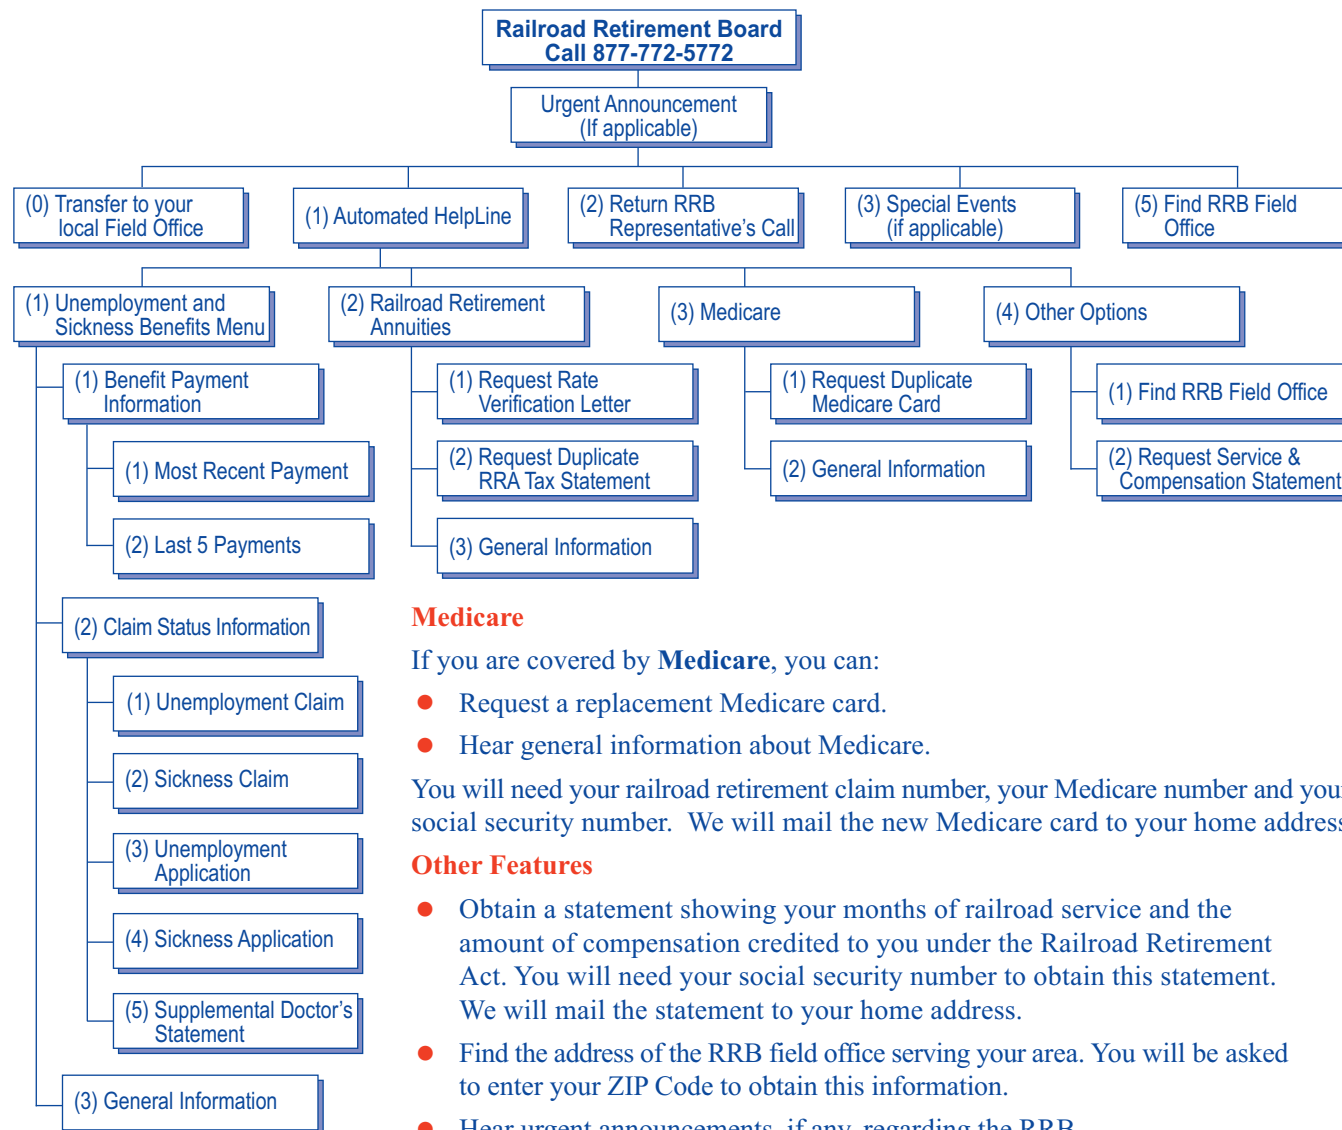 Railroad Retirement Board
Call 877-772-5772
Urgent Announcement
(If applicable)
(0) Transfer to your
local Field Office
(1) Automated HelpLine
(2) Return RRB
Representative's Call
(3) Special Events
(if applicable)
(5) Find RRB Field
Office
(1) Unemployment and
Sickness Benefits Menu
(2) Railroad Retirement
Annuities
(3) Medicare
(4) Other Options
(1) Benefit Payment
Information
(1) Most Recent Payment
(2) Last 5 Payments
(1) Request Rate
Verification Letter
(2) Request Duplicate
RRA Tax Statement
(3) General Information
(1) Request Duplicate
Medicare Card
(2) General Information
(1) Find RRB Field Office
(2) Request Service &
Compensation Statement
(2) Claim Status Information
(1) Unemployment Claim
(2) Sickness Claim
(3) Unemployment
Application
(4) Sickness Application
(5) Supplemental Doctor's
Statement
(3) General Information
Medicare
If you are covered by Medicare, you can:
● Request a replacement Medicare card.
● Hear general information about Medicare.
You will need your railroad retirement claim number, your Medicare number and your
social security number. We will mail the new Medicare card to your home address
Other Features
● Obtain a statement showing your months of railroad service and the
amount of compensation credited to you under the Railroad Retirement
Act. You will need your social security number to obtain this statement.
We will mail the statement to your home address.
● Find the address of the RRB field office serving your area. You will be asked
to enter your ZIP Code to obtain this information.
● Hear urgent announcements, if any, regarding the RRB